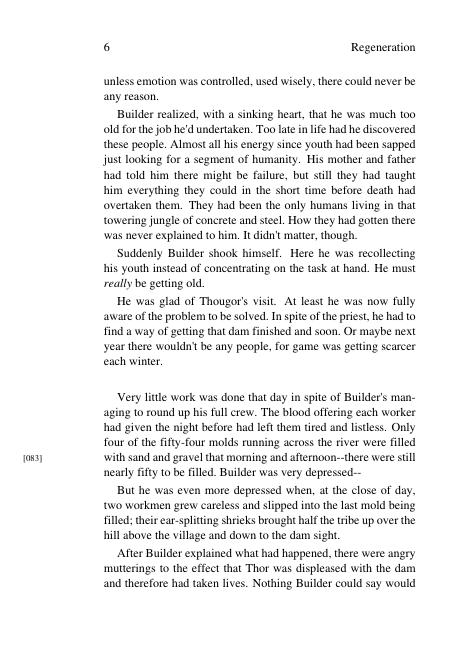 6 Regeneration
unless emotion was controlled, used wisely, there could never be
any reason.
Builder realized, with a sinking heart, that he was much too
old for the job he'd undertaken. Too late in life had he discovered
these people. Almost all his energy since youth had been sapped
just looking for a segment of humanity. His mother and father
had told him there might be failure, but still they had taught
him everything they could in the short time before death had
overtaken them. They had been the only humans living in that
towering jungle of concrete and steel. How they had gotten there
was never explained to him. It didn't matter, though.
Suddenly Builder shook himself. Here he was recollecting
his youth instead of concentrating on the task at hand. He must
really be getting old.
He was glad of Thougor's visit. At least he was now fully
aware of the problem to be solved. In spite of the priest, he had to
find a way of getting that dam finished and soon. Or maybe next
year there wouldn't be any people, for game was getting scarcer
each winter.
Very little work was done that day in spite of Builder's man-
aging to round up his full crew. The blood offering each worker
had given the night before had left them tired and listless. Only
four of the fifty-four molds running across the river were filled
[083] with sand and gravel that morning and afternoon--there were still
nearly fifty to be filled. Builder was very depressed--
But he was even more depressed when, at the close of day,
two workmen grew careless and slipped into the last mold being
filled; their ear-splitting shrieks brought half the tribe up over the
hill above the village and down to the dam sight.
After Builder explained what had happened, there were angry
mutterings to the effect that Thor was displeased with the dam
and therefore had taken lives. Nothing Builder could say would